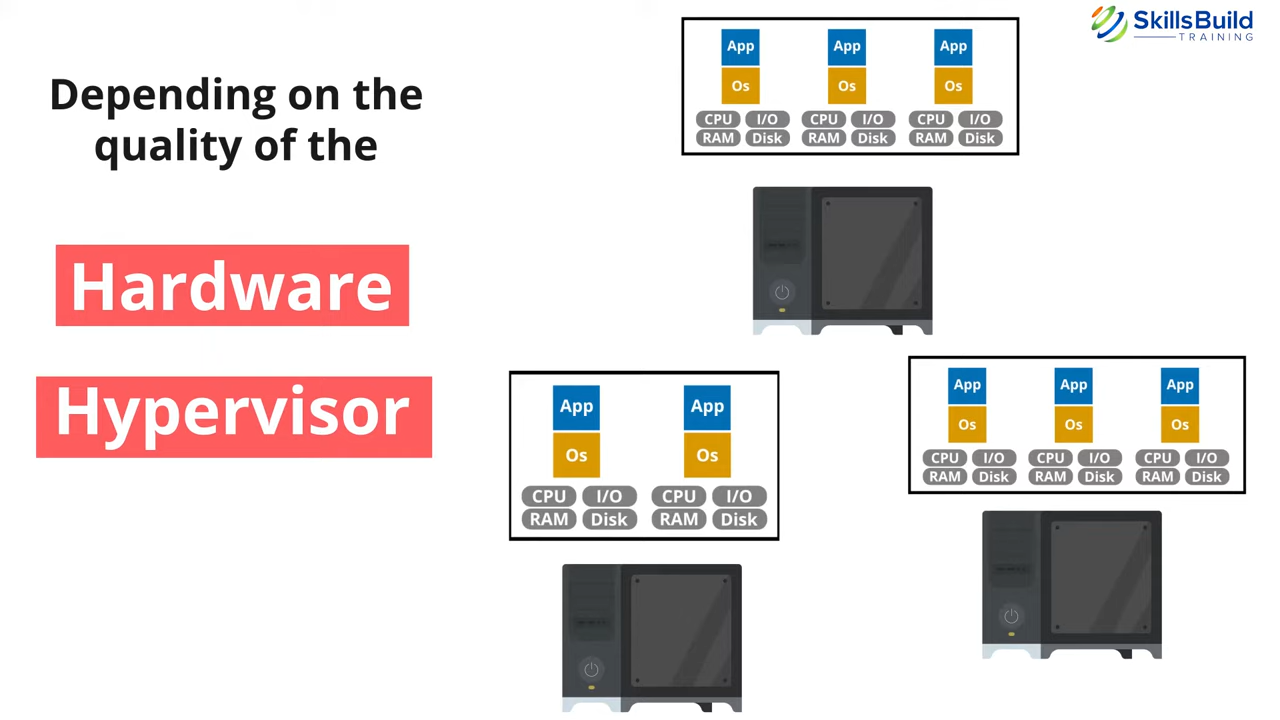 Depending on the
quality of the
Hardware
Hypervisor
SkillsBuild
TRAINING
App App App
Os Os Os
CPU I/O CPU I/O CPU I/O
RAM Disk RAM Disk RAM Disk
App App
Os Os
CPU I/O CPU I/O
RAM Disk RAM Disk
App App App
Os Os Os
CPU I/O CPU I/O CPU I/O
RAM Disk RAM Disk RAM Disk